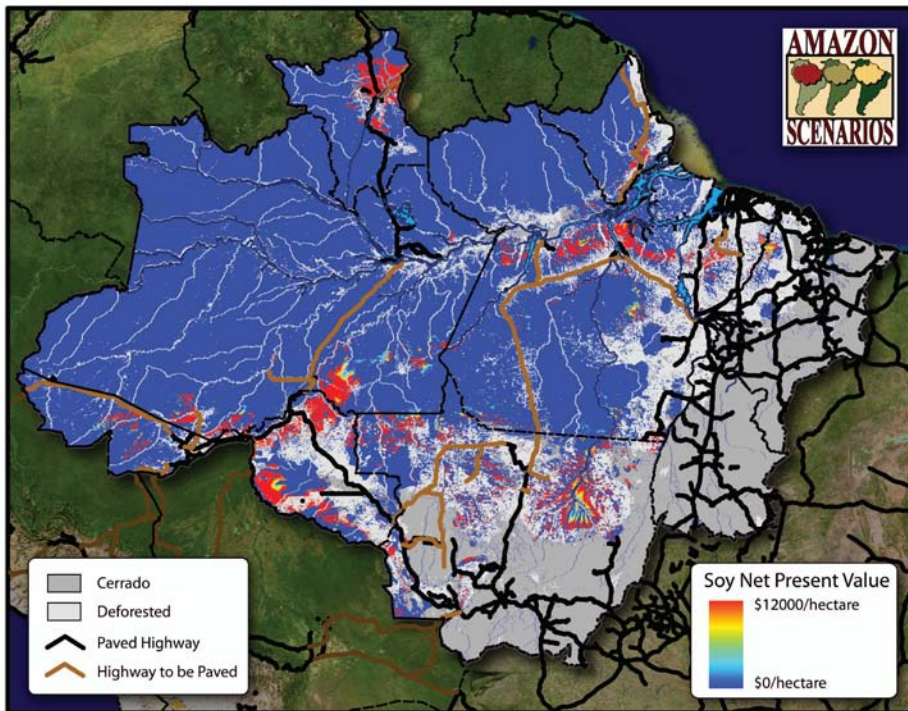 AMAZON
SCENARIOS
Cerrado
Deforested
Paved Highway
Highway to be Paved
Soy Net Present Value
$12000/hectare
$0/hectare